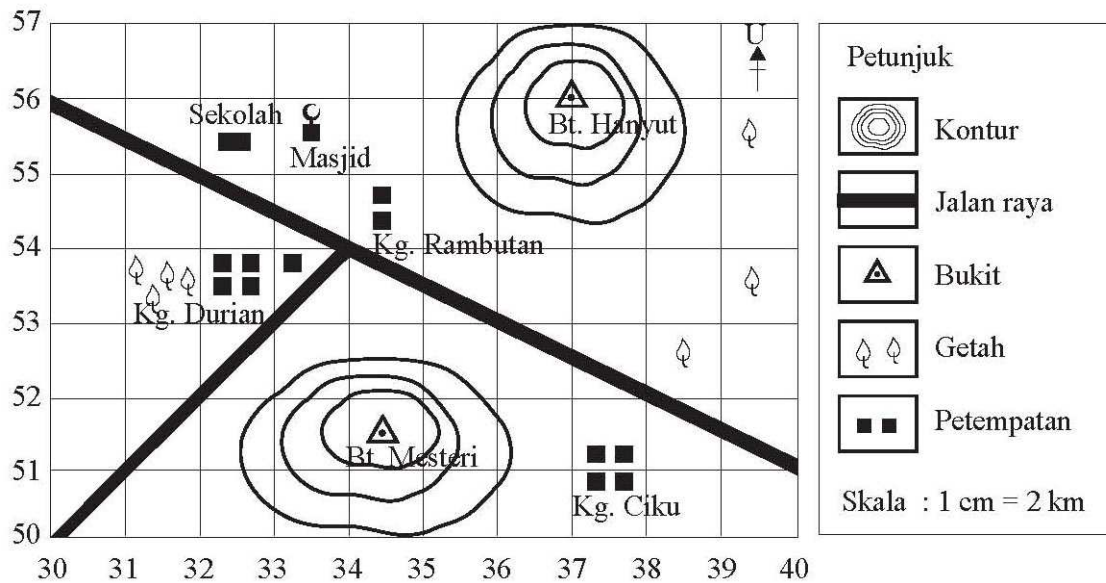 57
56
55
54
53
52
51
50
30 31 32 33 34 35 36 37 38 39 40
U
Sekolah
Masjid
Bt. Hanyut
Kg. Rambutan
Kg. Durian
Bt. Mesteri
Kg. Ciku
Petunjuk
Kontur
Jalan raya
Bukit
Getah
Petempatan
Skala : 1 cm = 2 km